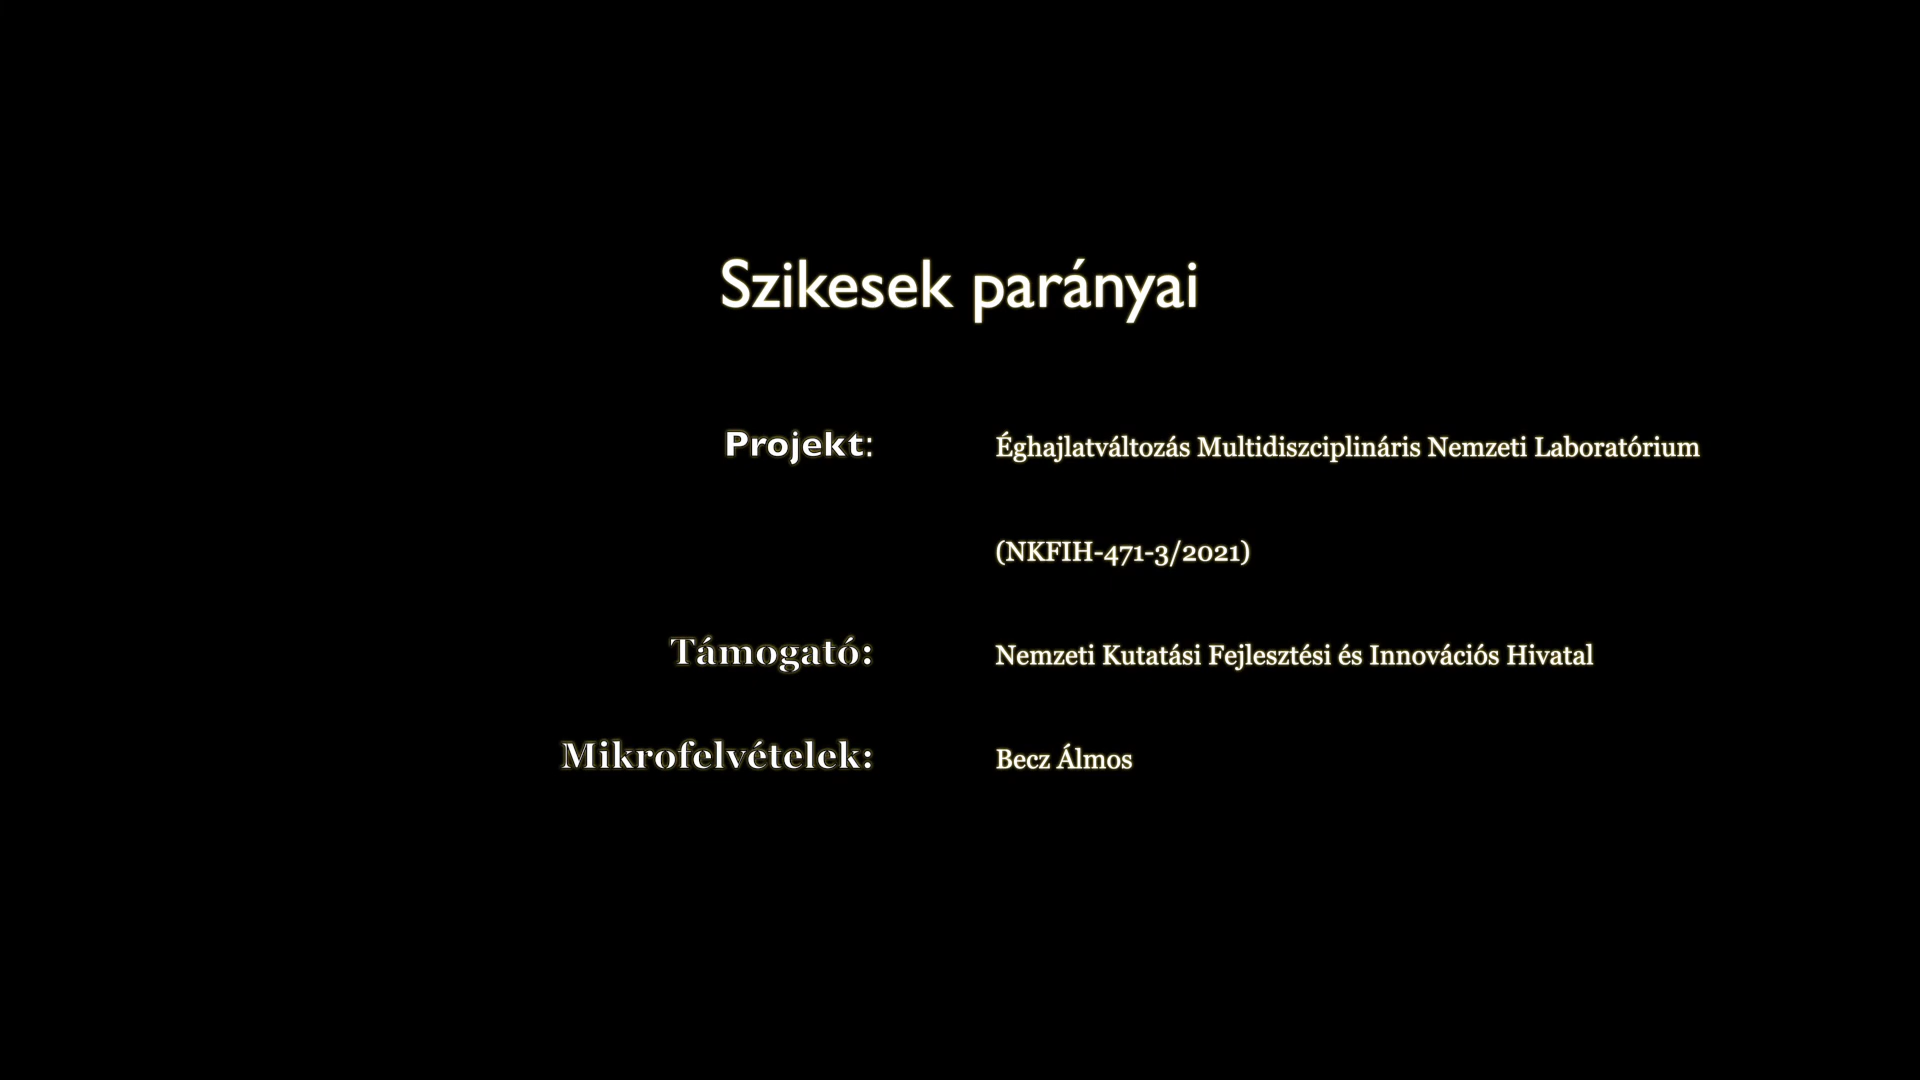 Szikesek parányai
Projekt: Éghajlatváltozás Multidiszciplináris Nemzeti Laboratórium
(NKFIH-471-3/2021)
Támogató: Nemzeti Kutatási Fejlesztési és Innovációs Hivatal
Mikrofelvételek: Becz Álmos